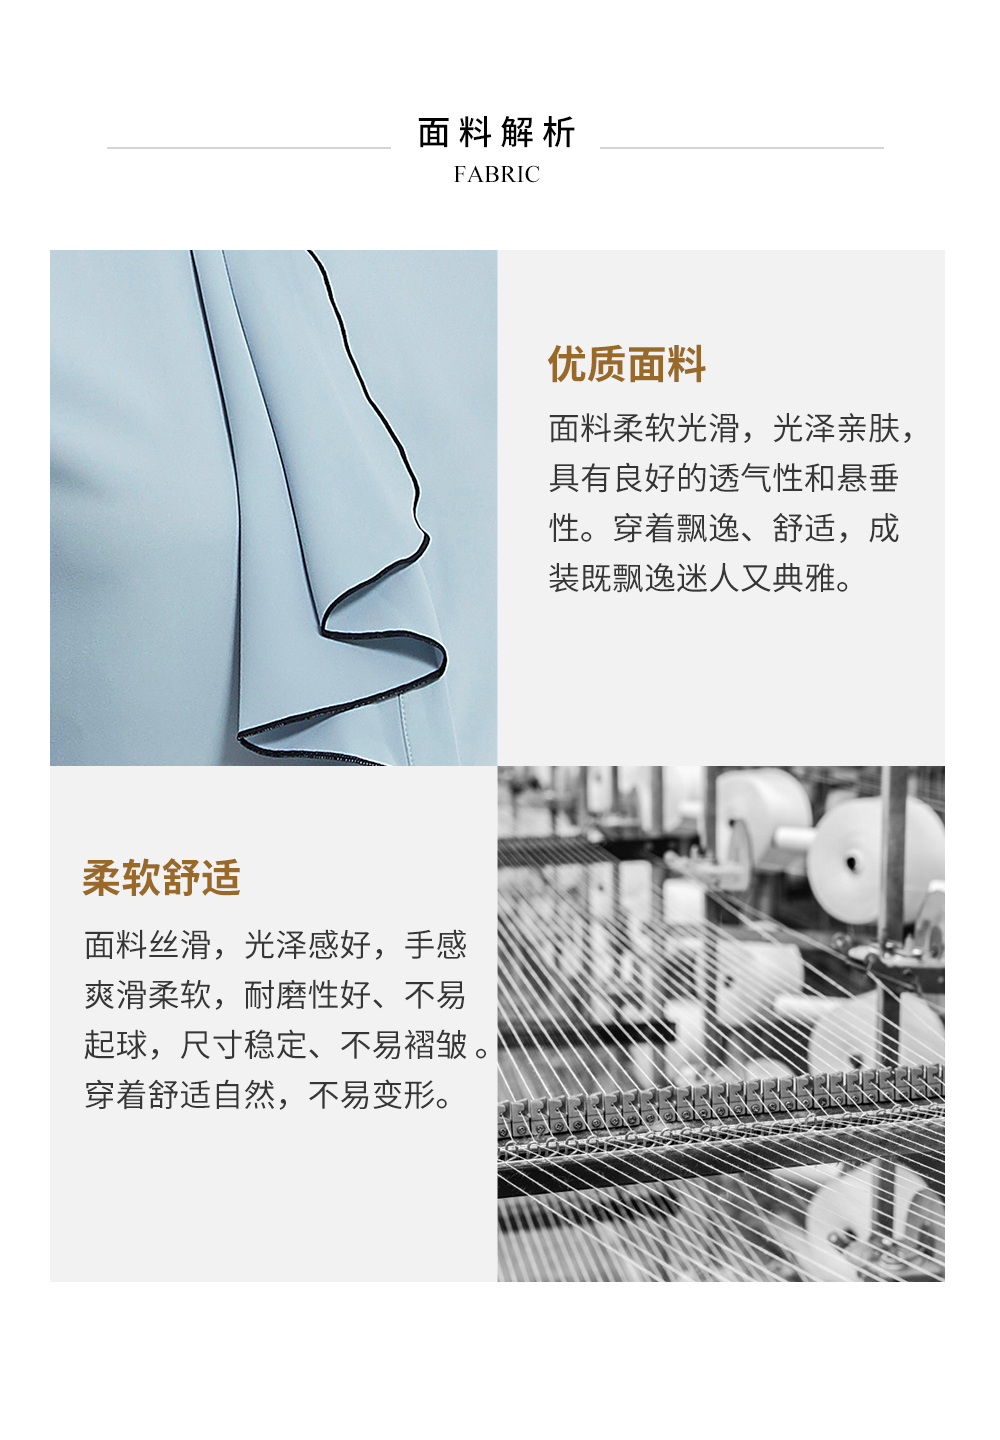 面料解析
FABRIC
优质面料
面料柔软光滑，光泽亲肤，
具有良好的透气性和悬垂
性。穿着飘逸、舒适，成
装既飘逸迷人又典雅。
柔软舒适
面料丝滑，光泽感好，手感
爽滑柔软，耐磨性好、不易
起球，尺寸稳定、不易褶皱。
穿着舒适自然，不易变形。